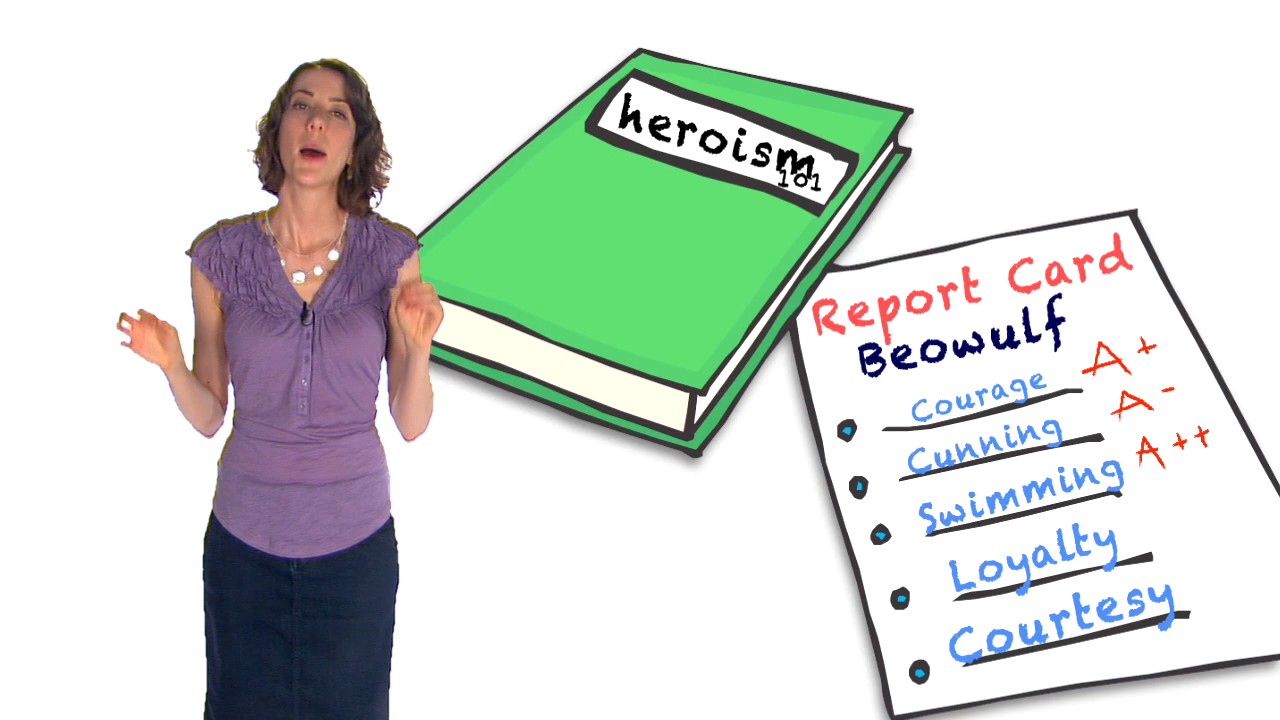 heroism
101
Report Card
Beowulf
Courage A+
Cunning A-
Swimming A++
Loyalty
Courtesy